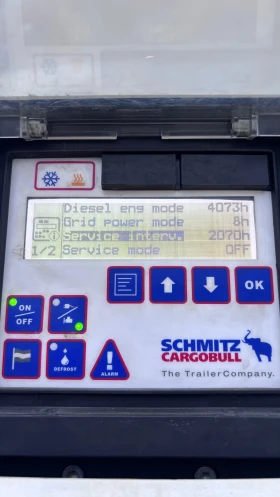 Diesel eng mode 4073h
Grid power mode 8h
Service interv. 2070h
1/2 Service mode OFF
OK
ON
OFF
DEFROST
ALARM
SCHMITZ
CARGOBULL
The TrailerCompany.